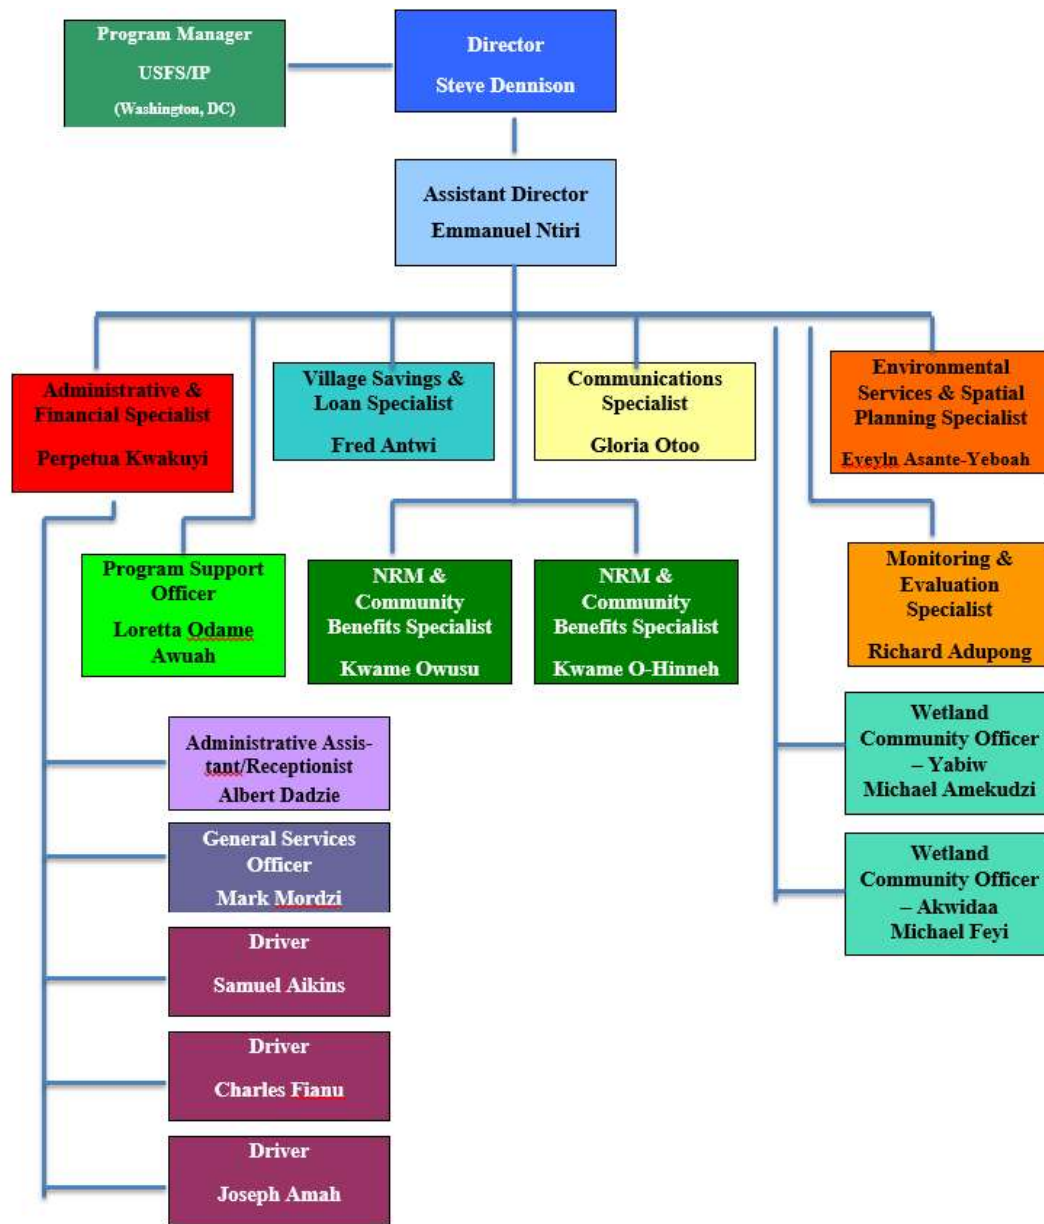 Program Manager
USFS/IP
(Washington, DC)
Director
Steve Dennison
Assistant Director
Emmanuel Ntiri
Administrative &
Financial Specialist
Perpetua Kwakuyi
Village Savings &
Loan Specialist
Fred Antwi
Communications
Specialist
Gloria Otoo
Environmental
Services & Spatial
Planning Specialist
Eveyln Asante-Yeboah
Program Support
Officer
Loretta Odame
Awuah
NRM &
Community
Benefits Specialist
Kwame Owusu
NRM &
Community
Benefits Specialist
Kwame O-Hinneh
Monitoring &
Evaluation
Specialist
Richard Adupong
Administrative Assis-
tant/Receptionist
Albert Dadzie
General Services
Officer
Mark Mordzi
Driver
Samuel Aikins
Driver
Charles Fianu
Driver
Joseph Amah
Wetland
Community Officer
– Yabiw
Michael Amekudzi
Wetland
Community Officer
– Akwidaa
Michael Feyi